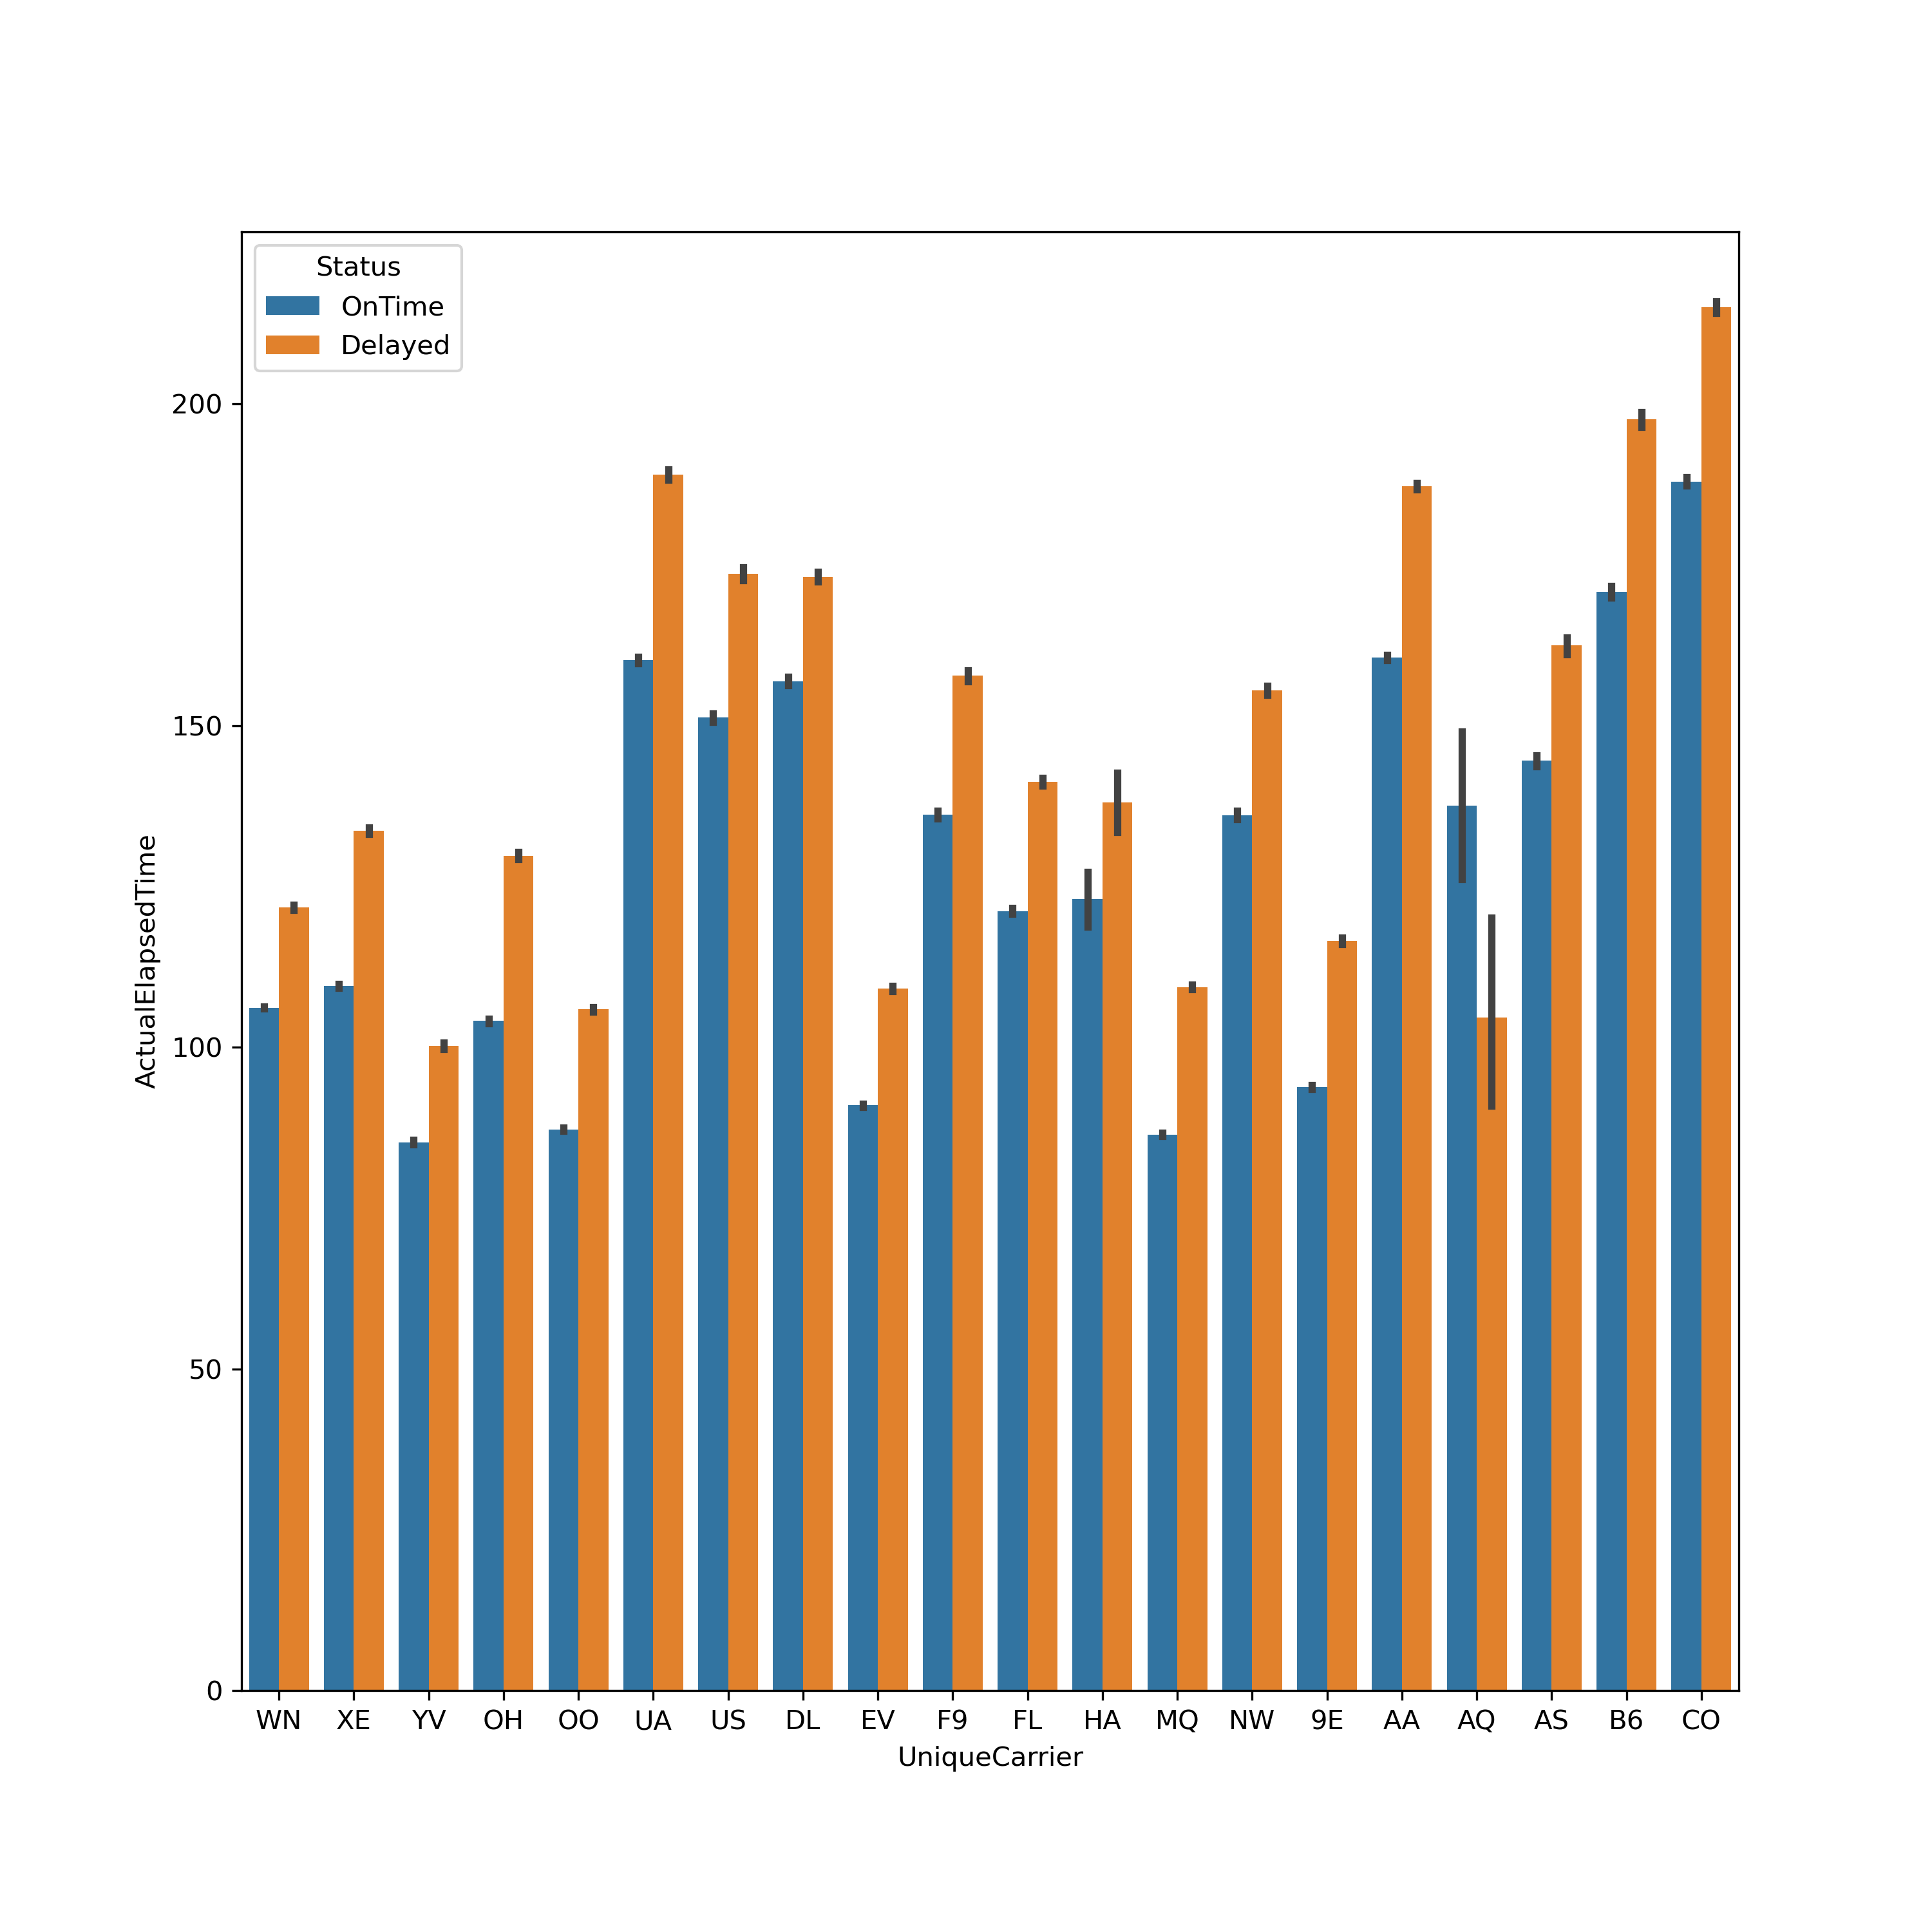 Status
OnTime
Delayed
ActualElapsedTime
200
150
100
50
0
WN XE YV OH OO UA US DL EV F9 FL HA MQ NW 9E AA AQ AS B6 CO
UniqueCarrier